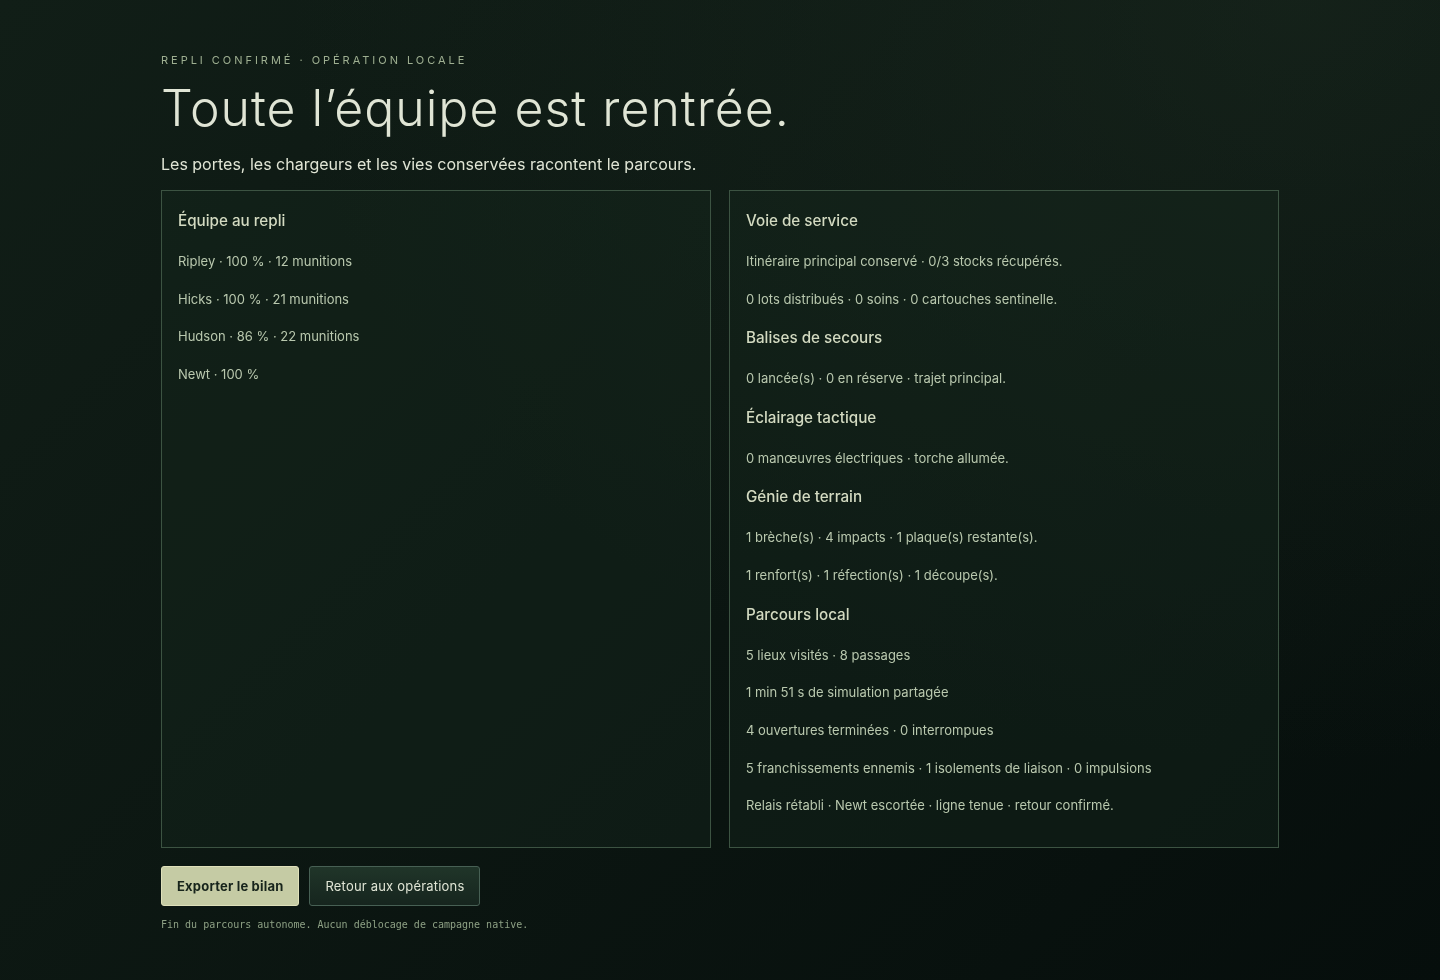 REPLI CONFIRMÉ · OPÉRATION LOCALE
Toute l’équipe est rentrée.
Les portes, les chargeurs et les vies conservées racontent le parcours.
Équipe au repli
Ripley · 100 % · 12 munitions
Hicks · 100 % · 21 munitions
Hudson · 86 % · 22 munitions
Newt · 100 %
Voie de service
Itinéraire principal conservé · 0/3 stocks récupérés.
0 lots distribués · 0 soins · 0 cartouches sentinelle.
Balises de secours
0 lancée(s) · 0 en réserve · trajet principal.
Éclairage tactique
0 manœuvres électriques · torche allumée.
Génie de terrain
1 brèche(s) · 4 impacts · 1 plaque(s) restante(s).
1 renfort(s) · 1 réfection(s) · 1 découpe(s).
Parcours local
5 lieux visités · 8 passages
1 min 51 s de simulation partagée
4 ouvertures terminées · 0 interrompues
5 franchissements ennemis · 1 isolements de liaison · 0 impulsions
Relais rétabli · Newt escortée · ligne tenue · retour confirmé.
Exporter le bilan
Retour aux opérations
Fin du parcours autonome. Aucun déblocage de campagne native.